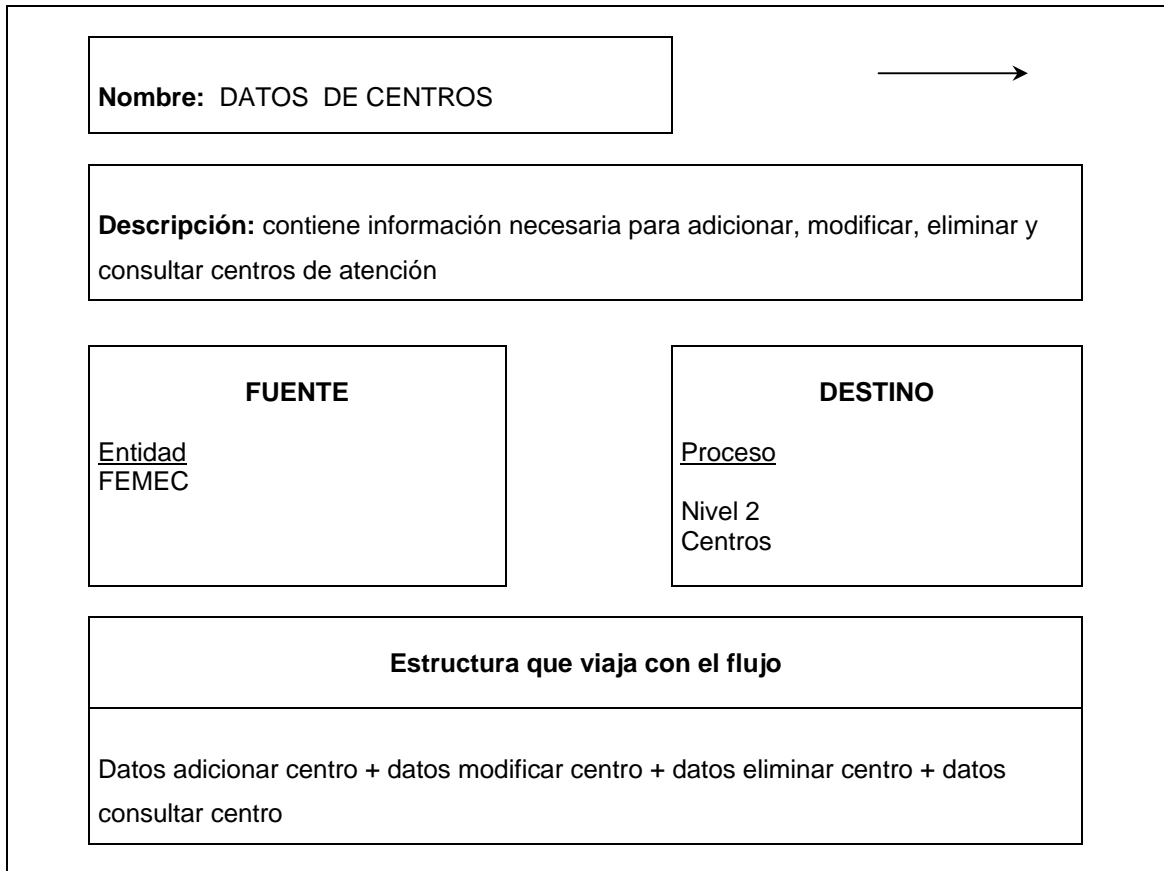 Nombre: DATOS DE CENTROS
Descripción: contiene información necesaria para adicionar, modificar, eliminar y
consultar centros de atención
FUENTE
Entidad
FEMEC
DESTINO
Proceso
Nivel 2
Centros
Estructura que viaja con el flujo
Datos adicionar centro + datos modificar centro + datos eliminar centro + datos
consultar centro